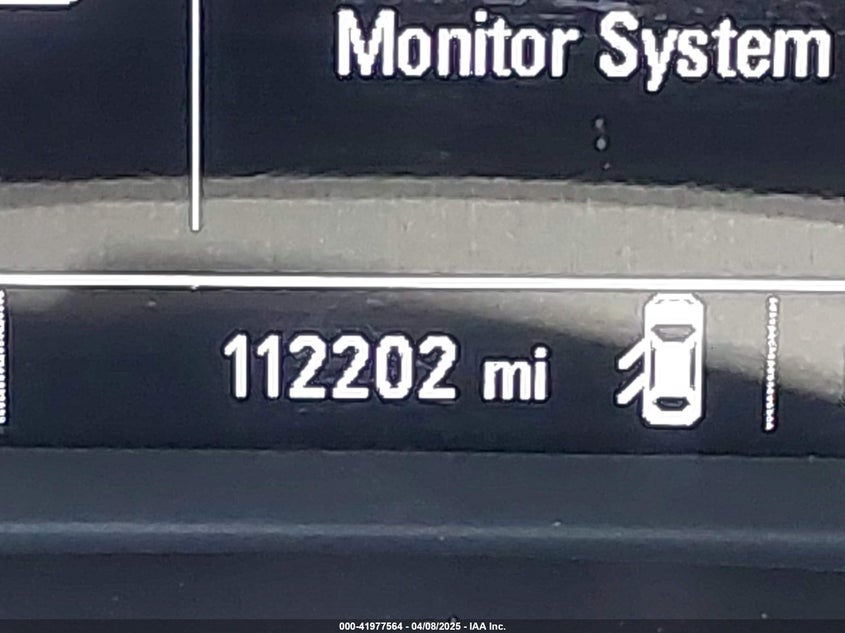 Monitor System
112202 mi
000-41977564 - 04/08/2025 - IAA Inc.